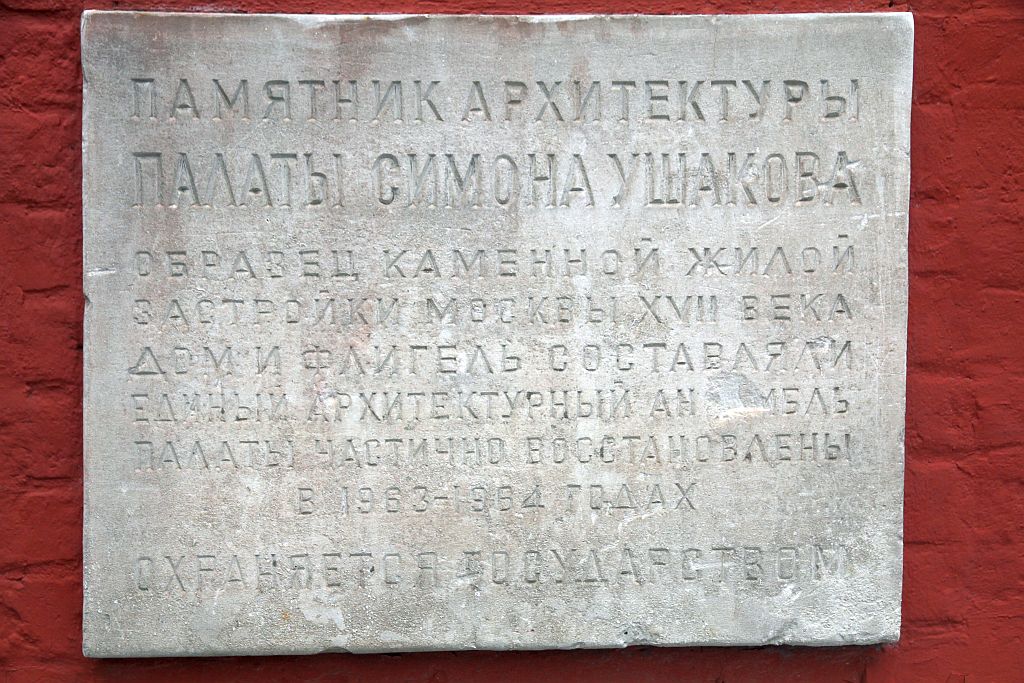 ПАМЯТНИК АРХИТЕКТУРЫ
ПАЛАТЫ СИМОНА УШАКОВА
ОБРАЗЕЦ КАМЕННОЙ ЖИЛОЙ
ЗАСТРОЙКИ МОСКВЫ XVII ВЕКА
ДОМ И ФЛИГЕЛЬ СОСТАВЛЯЛИ
ЕДИНЫЙ АРХИТЕКТУРНЫЙ АНСАМБЛЬ
ПАЛАТЫ ЧАСТИЧНО ВОССТАНОВЛЕНЫ
В 1963-1964 ГОДАХ
ОХРАНЯЕТСЯ ГОСУДАРСТВОМ